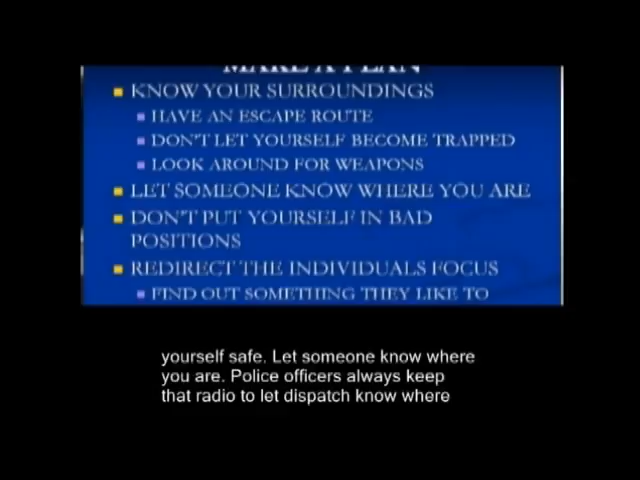 MAKE A PLAN
KNOW YOUR SURROUNDINGS
HAVE AN ESCAPE ROUTE
DON'T LET YOURSELF BECOME TRAPPED
LOOK AROUND FOR WEAPONS
LET SOMEONE KNOW WHERE YOU ARE
DON'T PUT YOURSELF IN BAD
POSITIONS
REDIRECT THE INDIVIDUALS FOCUS
FIND OUT SOMETHING THEY LIKE TO
yourself safe. Let someone know where
you are. Police officers always keep
that radio to let dispatch know where